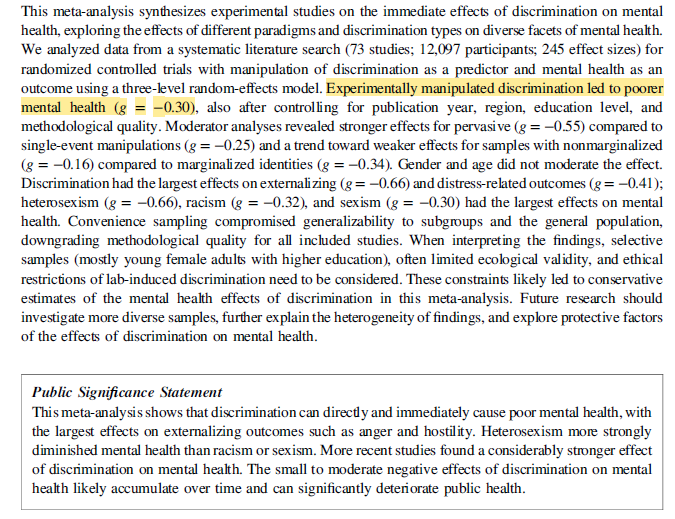 This meta-analysis synthesizes experimental studies on the immediate effects of discrimination on mental
health, exploring the effects of different paradigms and discrimination types on diverse facets of mental health.
We analyzed data from a systematic literature search (73 studies; 12,097 participants; 245 effect sizes) for
randomized controlled trials with manipulation of discrimination as a predictor and mental health as an
outcome using a three-level random-effects model. Experimentally manipulated discrimination led to poorer
mental health (g = −0.30), also after controlling for publication year, region, education level, and
methodological quality. Moderator analyses revealed stronger effects for pervasive (g = −0.55) compared to
single-event manipulations (g = −0.25) and a trend toward weaker effects for samples with nonmarginalized
(g = −0.16) compared to marginalized identities (g = −0.34). Gender and age did not moderate the effect.
Discrimination had the largest effects on externalizing (g = −0.66) and distress-related outcomes (g = −0.41);
heterosexism (g = −0.66), racism (g = −0.32), and sexism (g = −0.30) had the largest effects on mental
health. Convenience sampling compromised generalizability to subgroups and the general population,
downgrading methodological quality for all included studies. When interpreting the findings, selective
samples (mostly young female adults with higher education), often limited ecological validity, and ethical
restrictions of lab-induced discrimination need to be considered. These constraints likely led to conservative
estimates of the mental health effects of discrimination in this meta-analysis. Future research should
investigate more diverse samples, further explain the heterogeneity of findings, and explore protective factors
of the effects of discrimination on mental health.
Public Significance Statement
This meta-analysis shows that discrimination can directly and immediately cause poor mental health, with
the largest effects on externalizing outcomes such as anger and hostility. Heterosexism more strongly
diminished mental health than racism or sexism. More recent studies found a considerably stronger effect
of discrimination on mental health. The small to moderate negative effects of discrimination on mental
health likely accumulate over time and can significantly deteriorate public health.